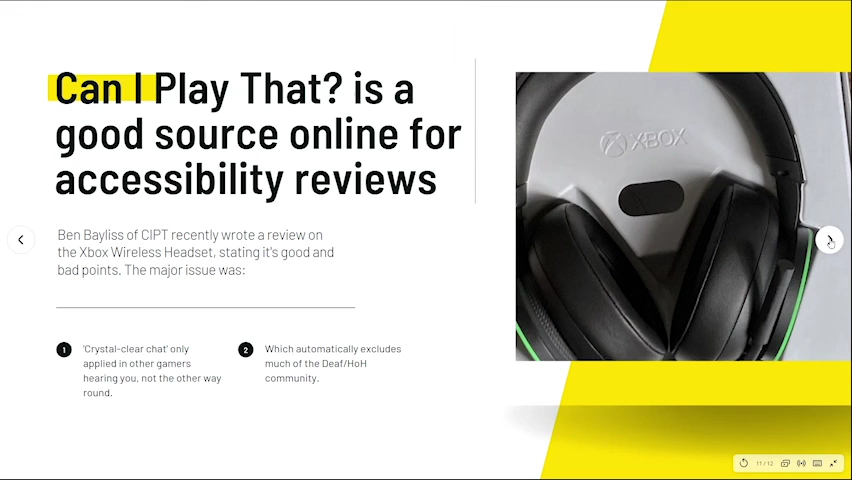 Can I Play That? is a
good source online for
accessibility reviews
XBOX
Ben Bayliss of CIPT recently wrote a review on
the Xbox Wireless Headset, stating it's good and
bad points. The major issue was:
1
'Crystal-clear chat' only
applied in other gamers
hearing you, not the other way
round.
2
Which automatically excludes
much of the Deaf/HoH
community.
11 / 12